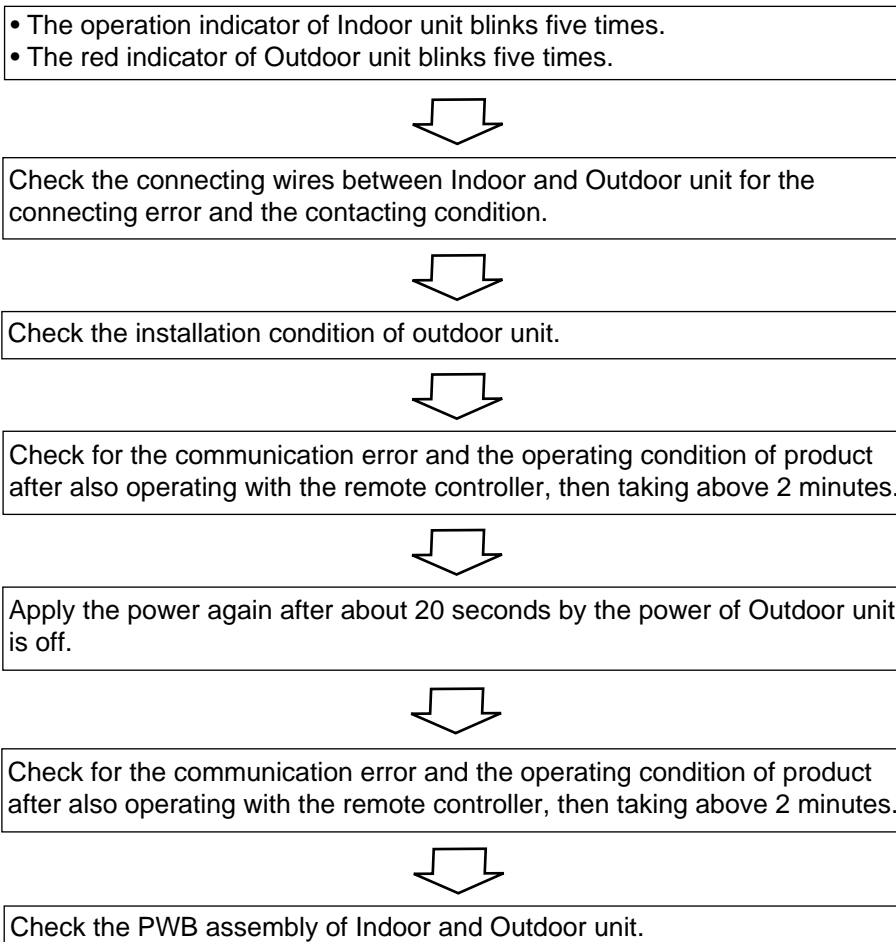 • The operation indicator of Indoor unit blinks five times.
• The red indicator of Outdoor unit blinks five times.
Check the connecting wires between Indoor and Outdoor unit for the
connecting error and the contacting condition.
Check the installation condition of outdoor unit.
Check for the communication error and the operating condition of product
after also operating with the remote controller, then taking above 2 minutes.
Apply the power again after about 20 seconds by the power of Outdoor unit
is off.
Check for the communication error and the operating condition of product
after also operating with the remote controller, then taking above 2 minutes.
Check the PWB assembly of Indoor and Outdoor unit.